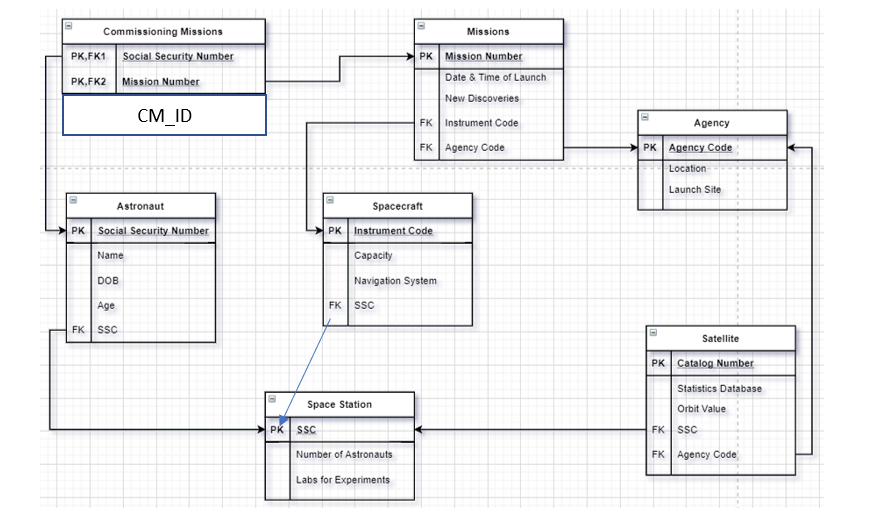 Commissioning Missions
PK,FK1 Social Security Number
PK,FK2 Mission Number
CM_ID
Missions
PK Mission Number
Date & Time of Launch
New Discoveries
FK Instrument Code
FK Agency Code
Agency
PK Agency Code
Location
Launch Site
Astronaut
PK Social Security Number
Name
DOB
Age
FK SSC
Spacecraft
PK Instrument Code
Capacity
Navigation System
FK SSC
Satellite
PK Catalog Number
Statistics Database
Orbit Value
FK SSC
FK Agency Code
Space Station
PK SSC
Number of Astronauts
Labs for Experiments